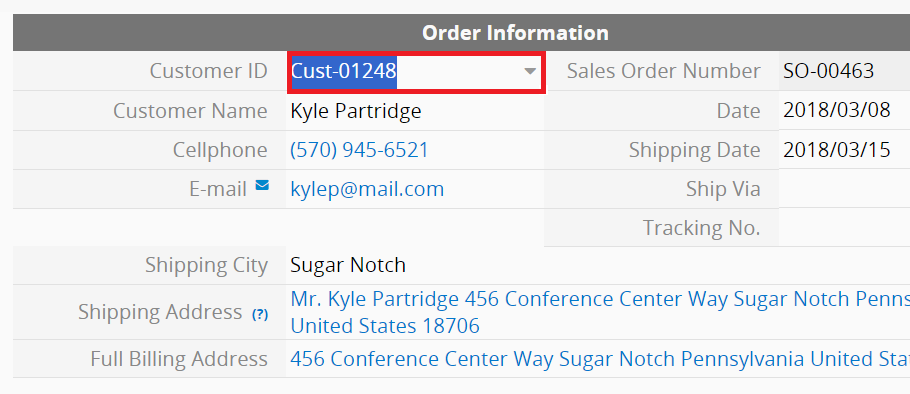 Order Information
Customer ID Cust-01248 Sales Order Number SO-00463
Customer Name Kyle Partridge Date 2018/03/08
Cellphone (570) 945-6521 Shipping Date 2018/03/15
E-mail kylep@mail.com Ship Via
Tracking No.
Shipping City Sugar Notch
Shipping Address (?) Mr. Kyle Partridge 456 Conference Center Way Sugar Notch Penns
United States 18706
Full Billing Address 456 Conference Center Way Sugar Notch Pennsylvania United Sta